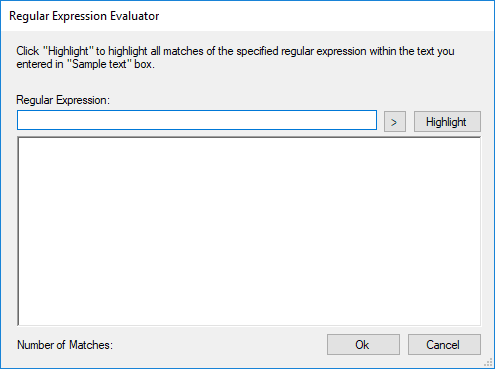 Regular Expression Evaluator
Click "Highlight" to highlight all matches of the specified regular expression within the text you
entered in "Sample text" box.
Regular Expression:
> Highlight
Number of Matches: Ok Cancel